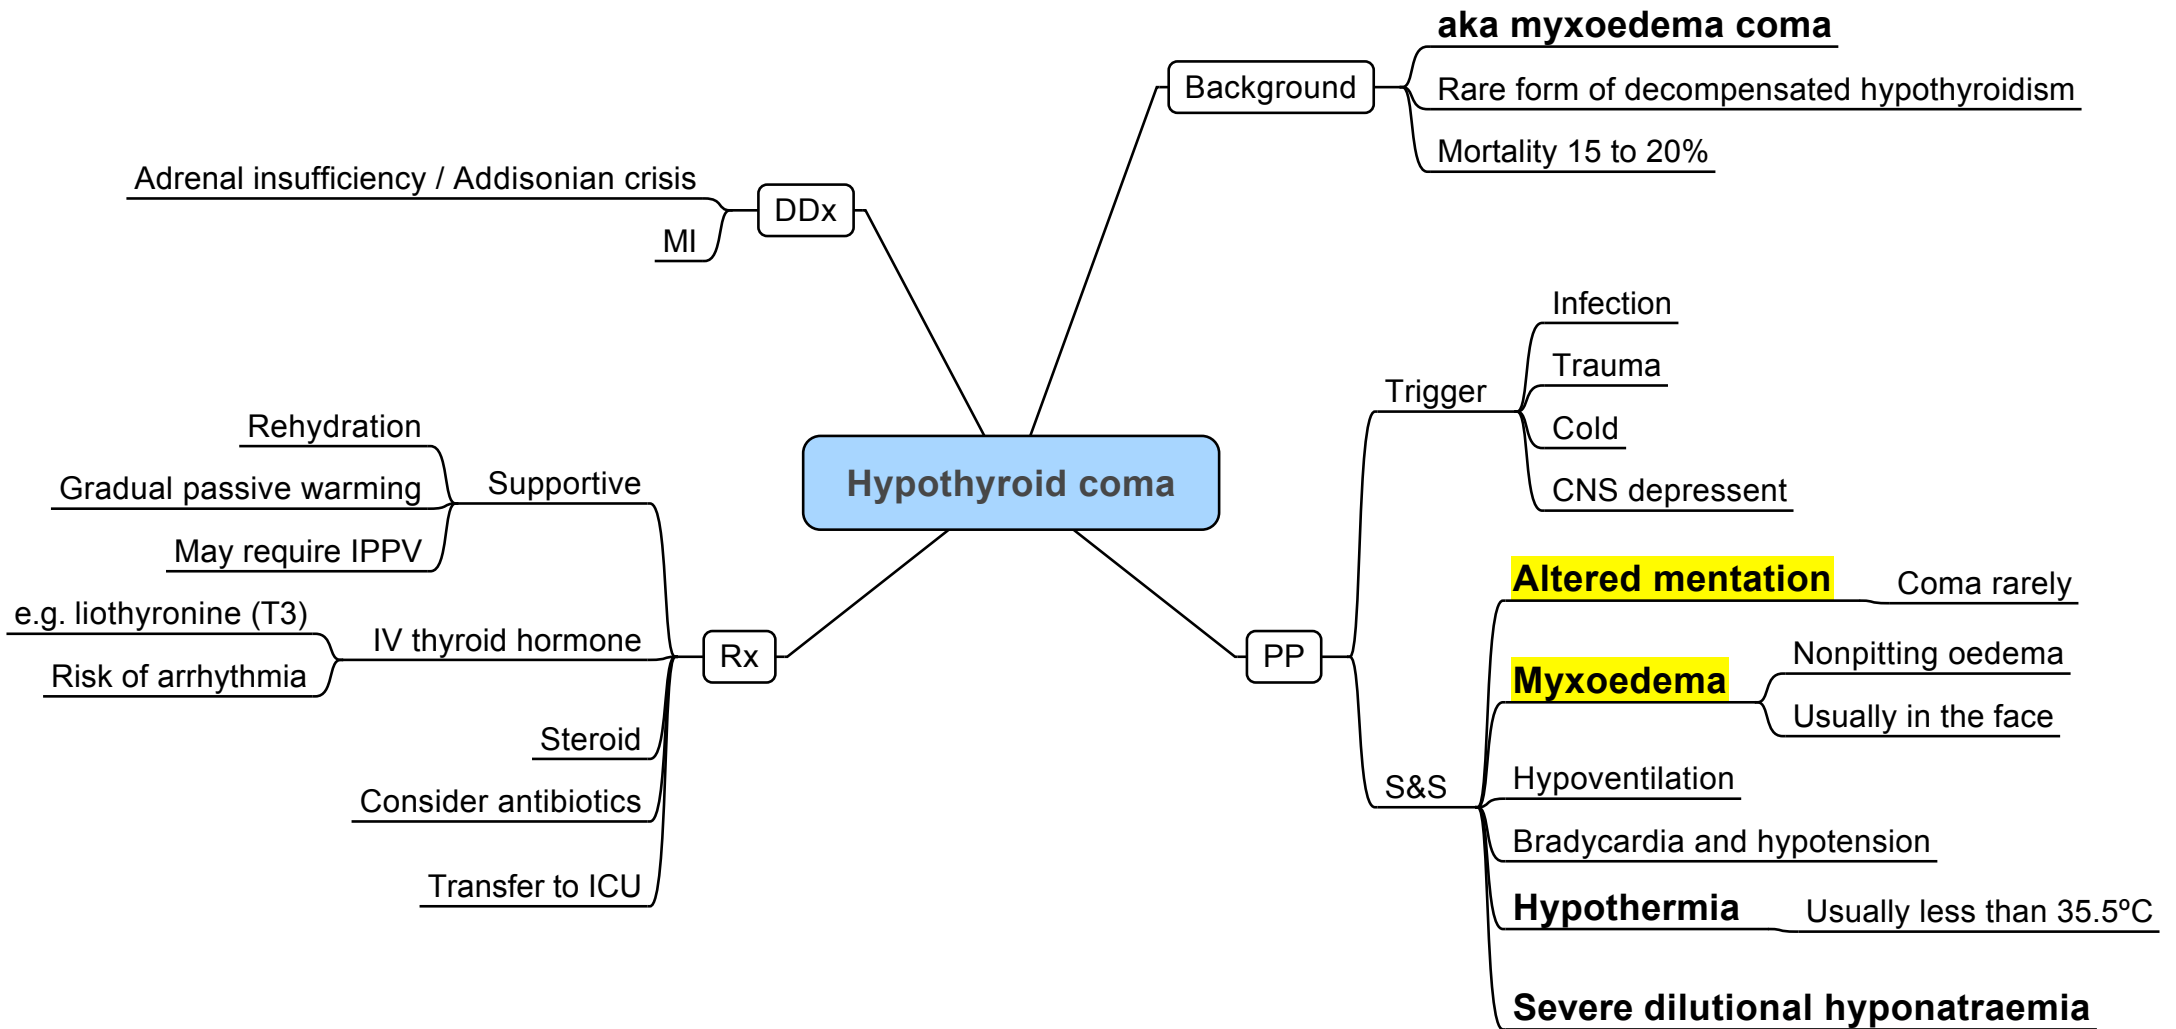 Hypothyroid coma
Background
aka myxoedema coma
Rare form of decompensated hypothyroidism
Mortality 15 to 20%
PP
Trigger
Infection
Trauma
Cold
CNS depressent
S&S
Altered mentation
Coma rarely
Myxoedema
Nonpitting oedema
Usually in the face
Hypoventilation
Bradycardia and hypotension
Hypothermia
Usually less than 35.5ºC
Severe dilutional hyponatraemia
DDx
Adrenal insufficiency / Addisonian crisis
MI
Rx
Supportive
Rehydration
Gradual passive warming
May require IPPV
IV thyroid hormone
e.g. liothyronine (T3)
Risk of arrhythmia
Steroid
Consider antibiotics
Transfer to ICU